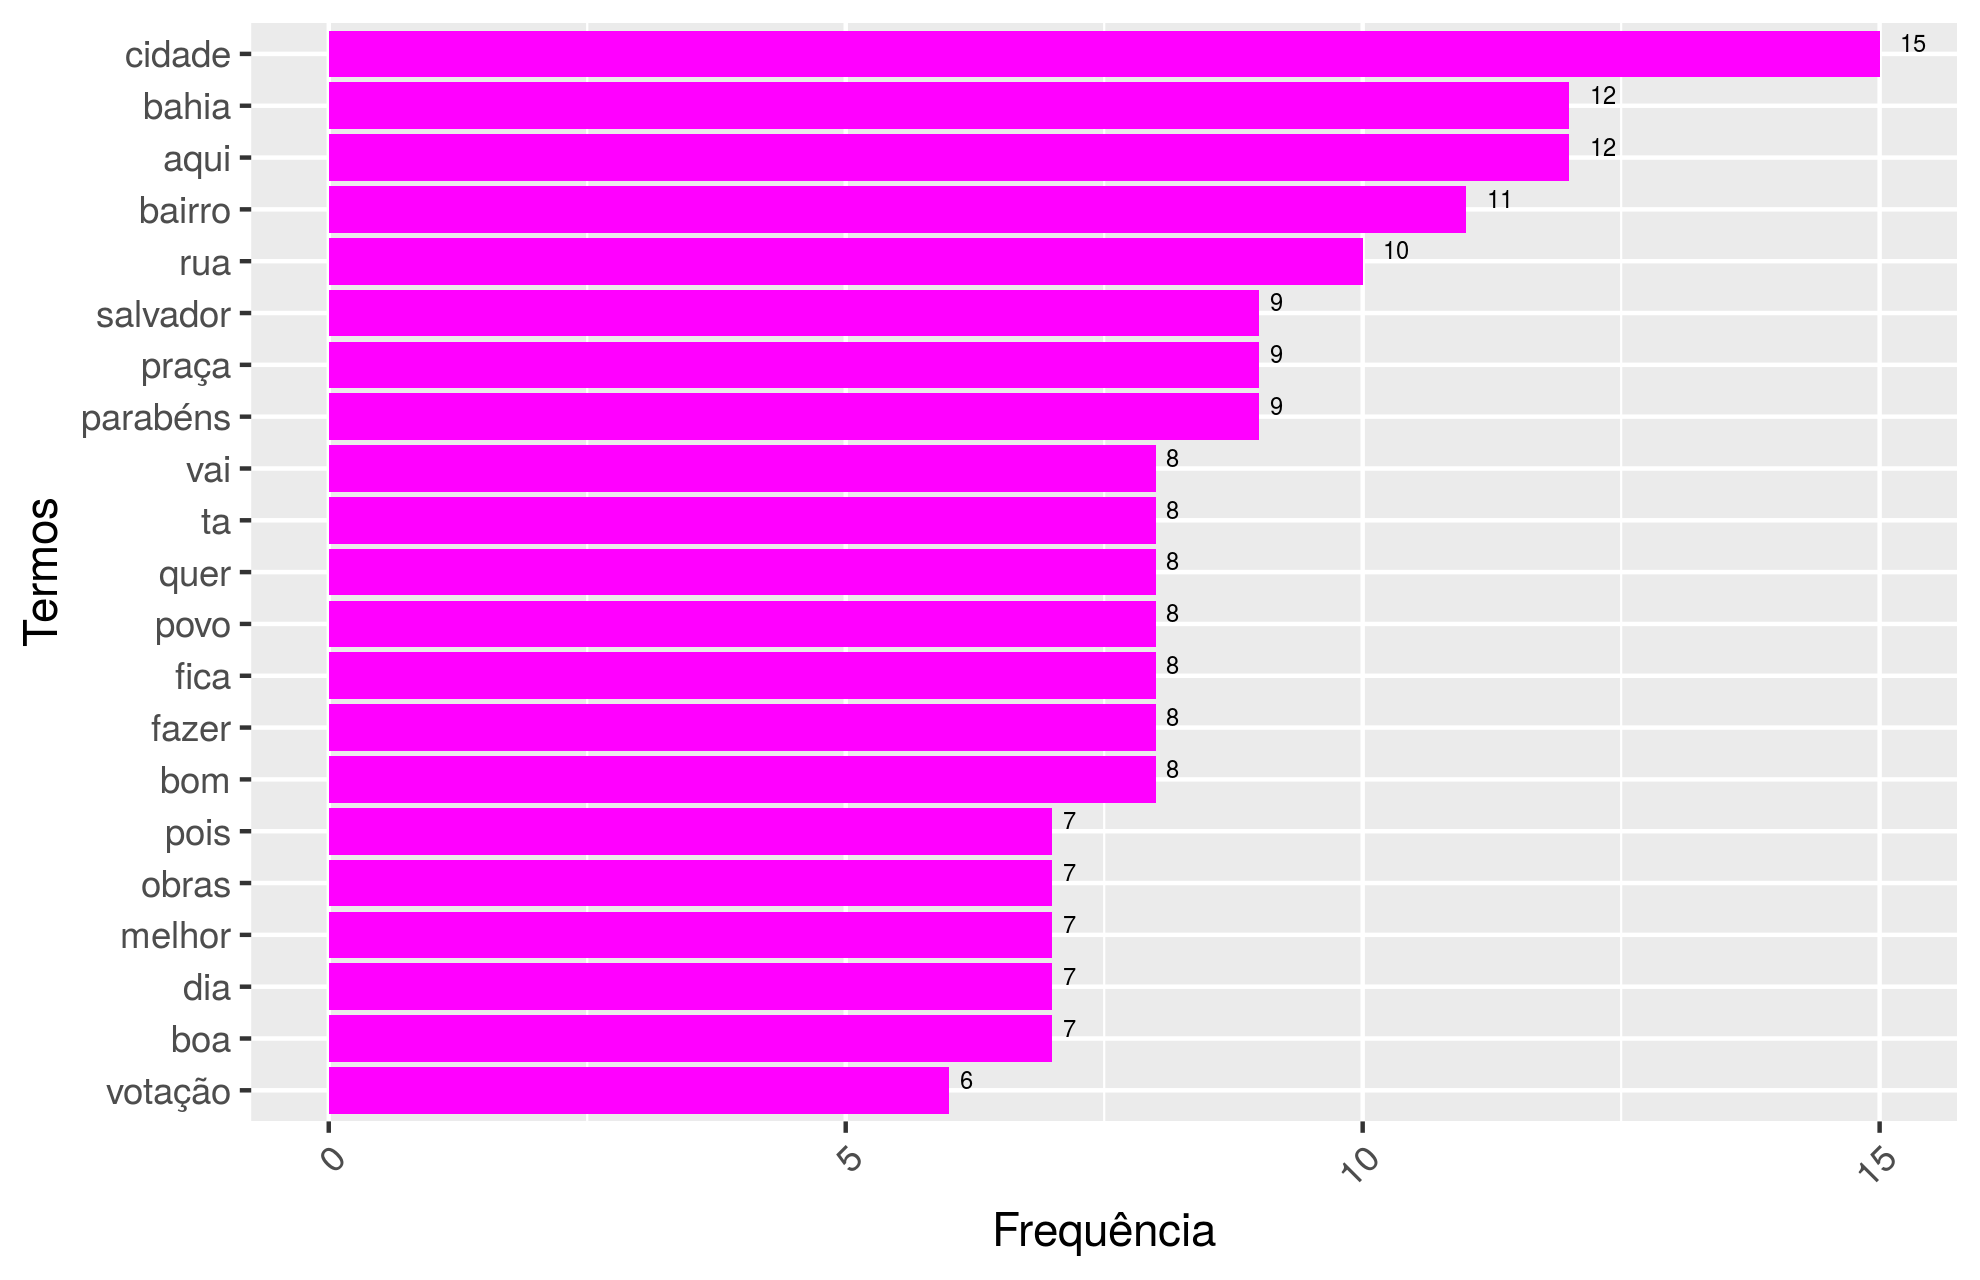 Termos
cidade 15
bahia 12
aqui 12
bairro 11
rua 10
salvador 9
praça 9
parabéns 9
vai 8
ta 8
quer 8
povo 8
fica 8
fazer 8
bom 8
pois 7
obras 7
melhor 7
dia 7
boa 7
votação 6
0 5 10 15
Frequência